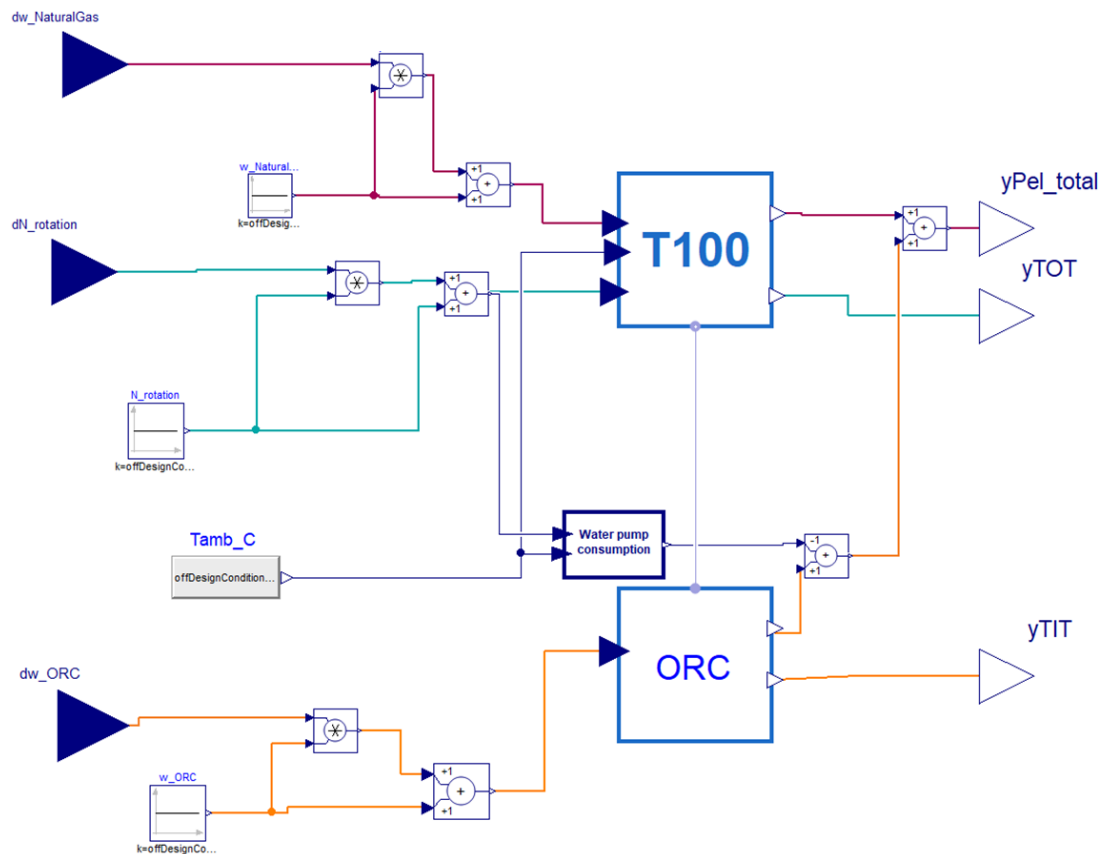 dw_NaturalGas
w_Natural...
k=offDesig...
+1
+1
+
T100
yPel_total
+1
+1
+
dN_rotation
+1
+1
+
yTOT
N_rotation
k=offDesignCo...
Tamb_C
offDesignCondition...
Water pump
consumption
-1
+1
+
ORC
yTIT
dw_ORC
w_ORC
k=offDesignCo...
+1
+1
+